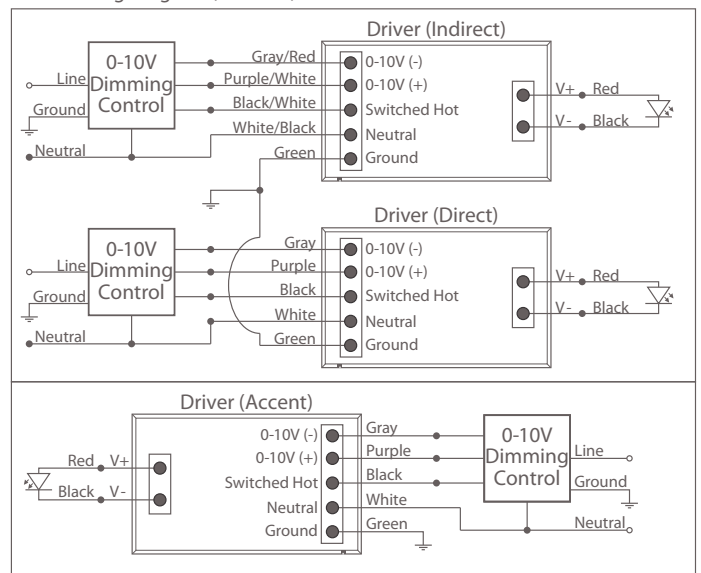 Driver (Indirect)
0-10V
Dimming
Control
Line
Ground
Neutral
Gray/Red
Purple/White
Black/White
White/Black
Green
0-10V (-)
0-10V (+)
Switched Hot
Neutral
Ground
V+ Red
V- Black
Driver (Direct)
0-10V
Dimming
Control
Line
Ground
Neutral
Gray
Purple
Black
White
Green
0-10V (-)
0-10V (+)
Switched Hot
Neutral
Ground
V+ Red
V- Black
Driver (Accent)
Red V+
Black V-
0-10V (-)
0-10V (+)
Switched Hot
Neutral
Ground
Gray
Purple
Black
White
Green
0-10V
Dimming
Control
Line
Ground
Neutral